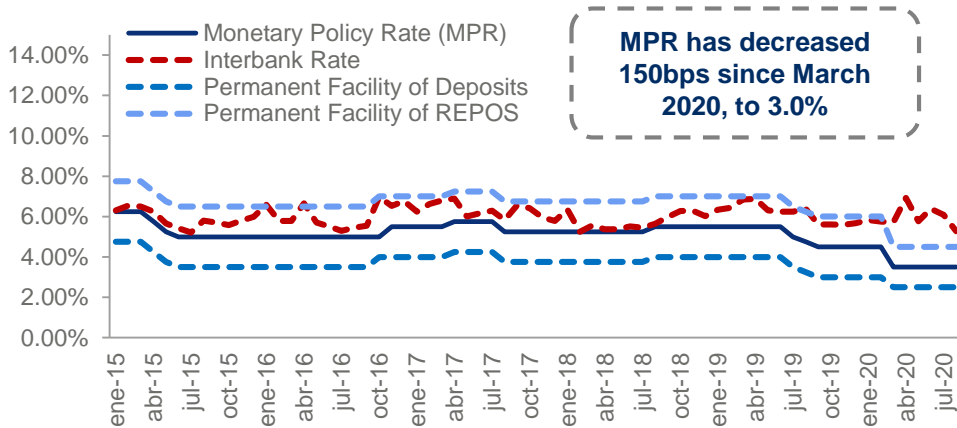 Monetary Policy Rate (MPR)
Interbank Rate
Permanent Facility of Deposits
Permanent Facility of REPOS
MPR has decreased
150bps since March
2020, to 3.0%
14.00%
12.00%
10.00%
8.00%
6.00%
4.00%
2.00%
0.00%
ene-15
abr-15
jul-15
oct-15
ene-16
abr-16
jul-16
oct-16
ene-17
abr-17
jul-17
oct-17
ene-18
abr-18
jul-18
oct-18
ene-19
abr-19
jul-19
oct-19
ene-20
abr-20
jul-20